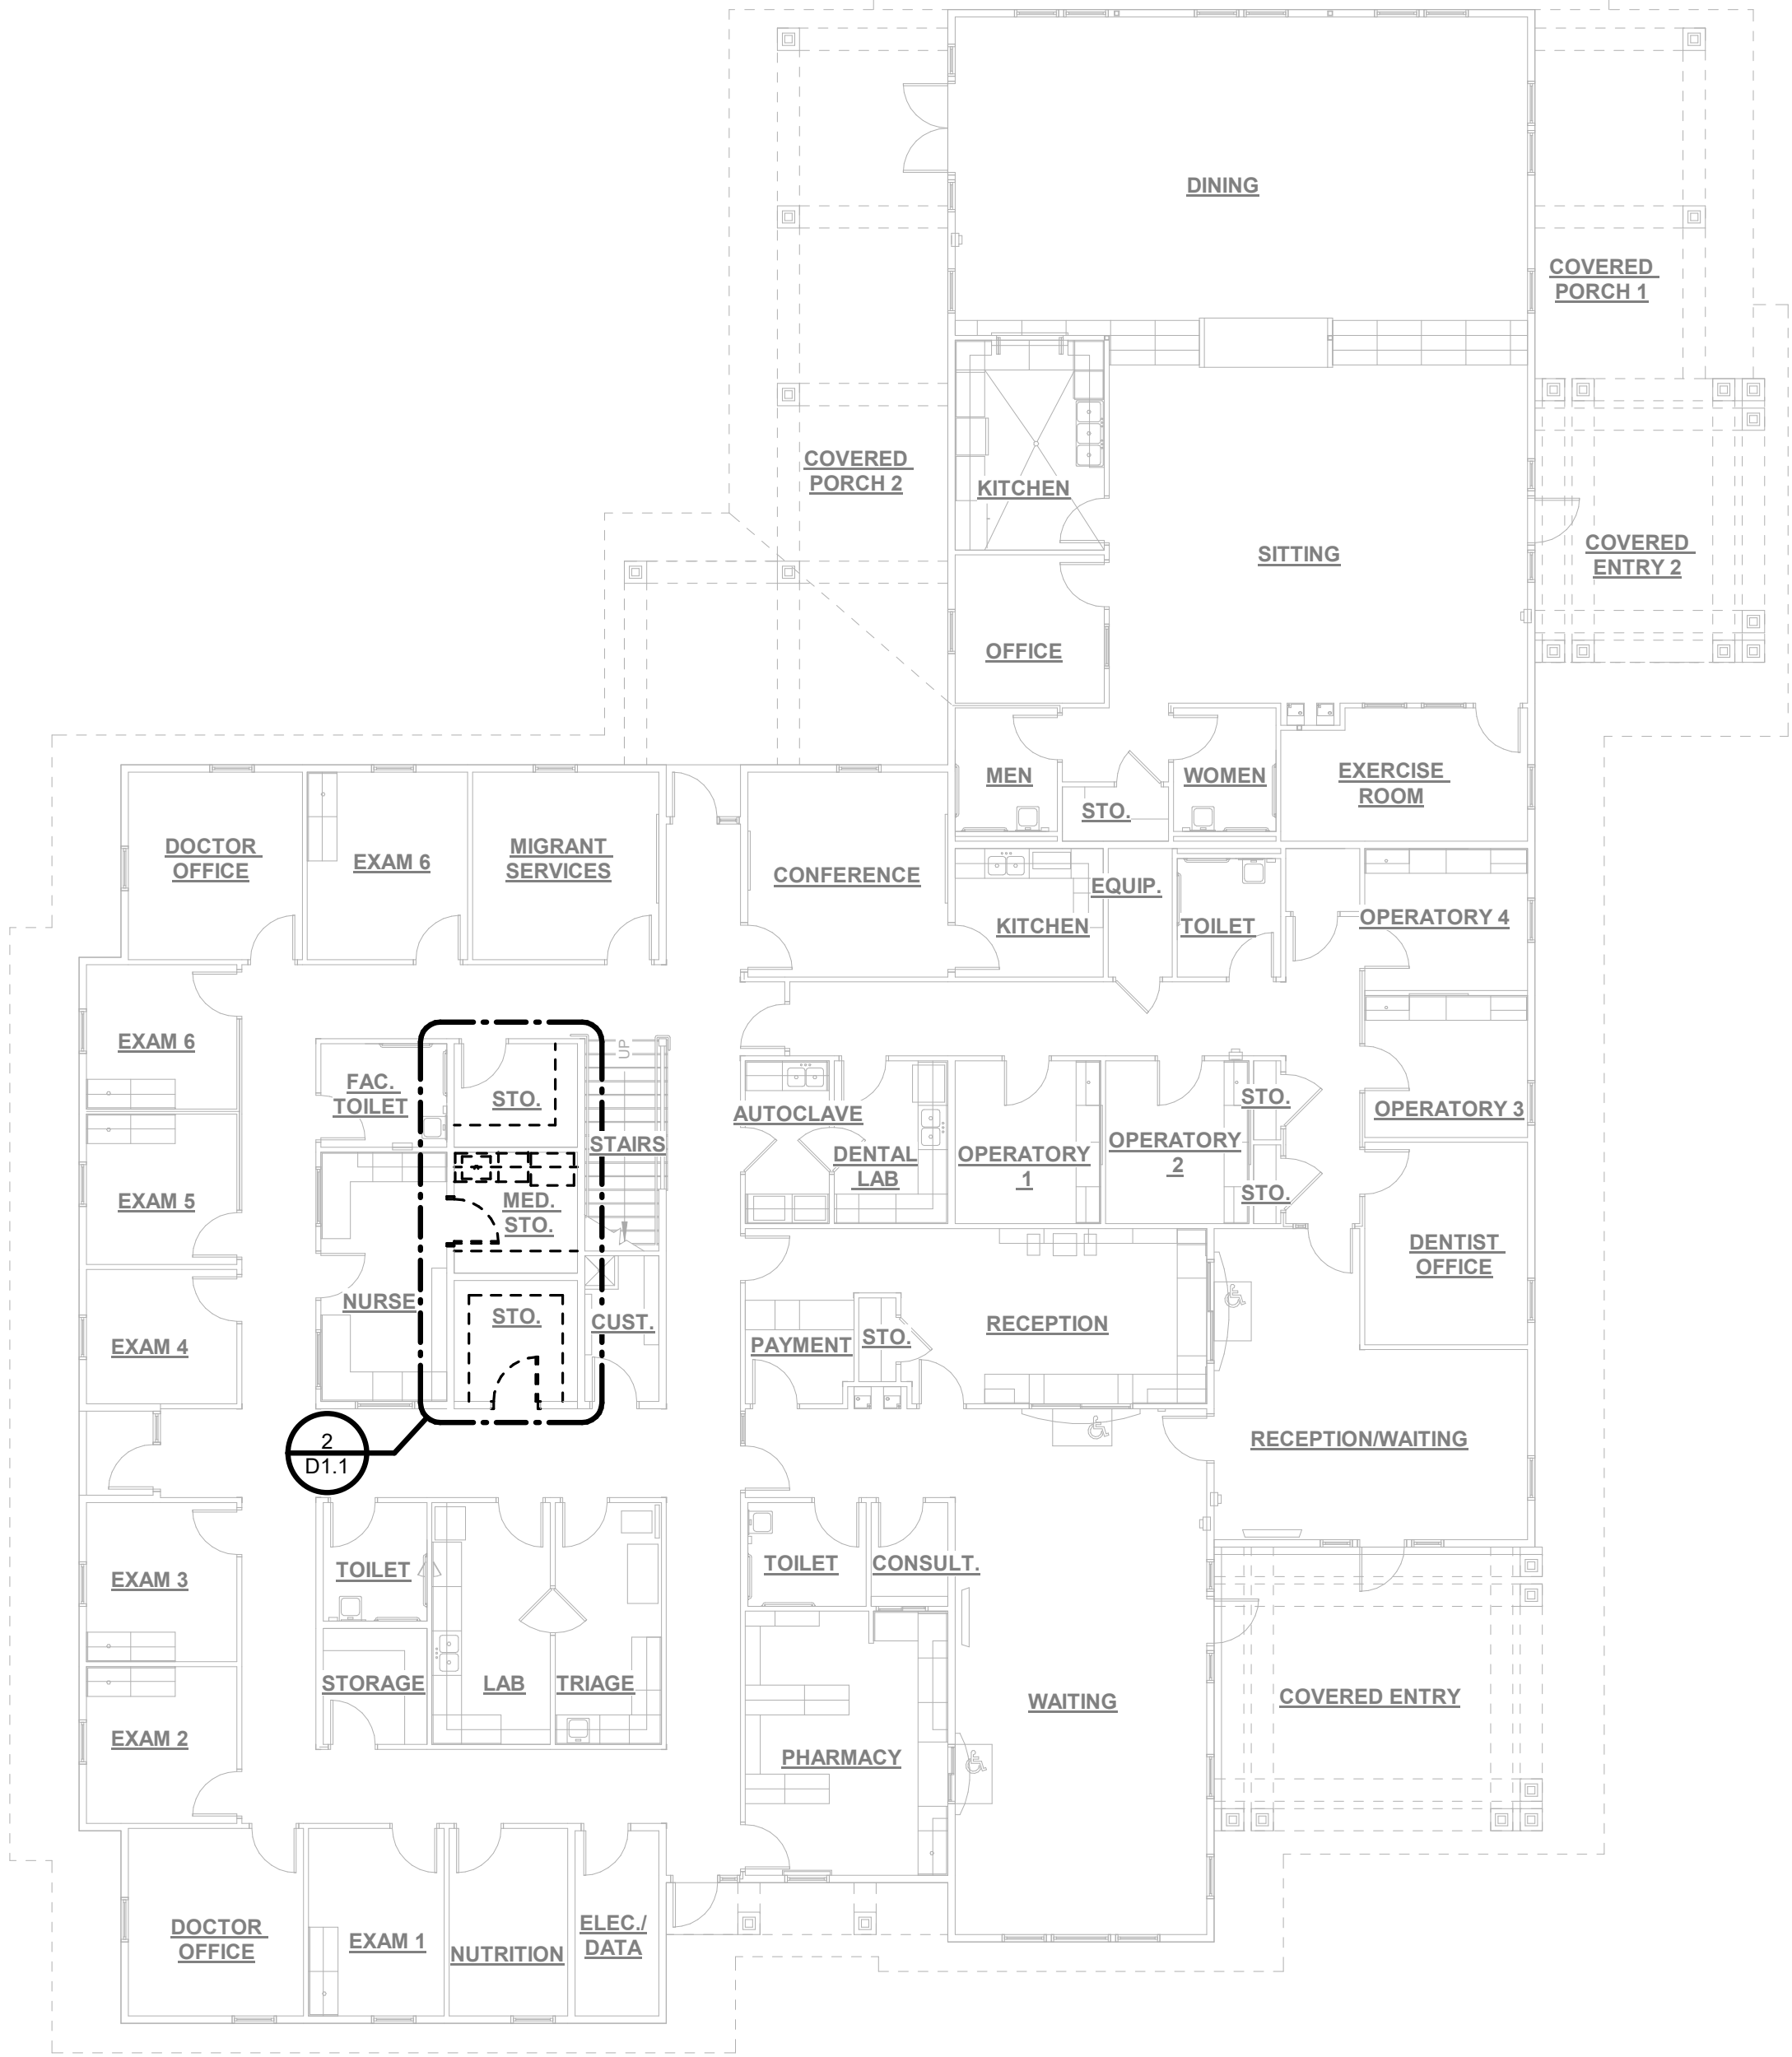 DINING
COVERED
PORCH 1
COVERED
PORCH 2
KITCHEN
SITTING
COVERED
ENTRY 2
OFFICE
MEN
STO.
WOMEN
EXERCISE
ROOM
DOCTOR
OFFICE
EXAM 6
MIGRANT
SERVICES
CONFERENCE
KITCHEN
EQUIP.
TOILET
OPERATORY 4
EXAM 6
FAC.
TOILET
STO.
UP
STAIRS
AUTOCLAVE
DENTAL
LAB
OPERATORY
1
OPERATORY
2
STO.
STO.
OPERATORY 3
EXAM 5
MED.
STO.
DENTIST
OFFICE
NURSE
STO.
CUST.
EXAM 4
PAYMENT
STO.
RECEPTION
2
D1.1
RECEPTION/WAITING
EXAM 3
TOILET
TOILET
CONSULT.
STORAGE
LAB
TRIAGE
WAITING
COVERED ENTRY
EXAM 2
PHARMACY
DOCTOR
OFFICE
EXAM 1
NUTRITION
ELEC./
DATA